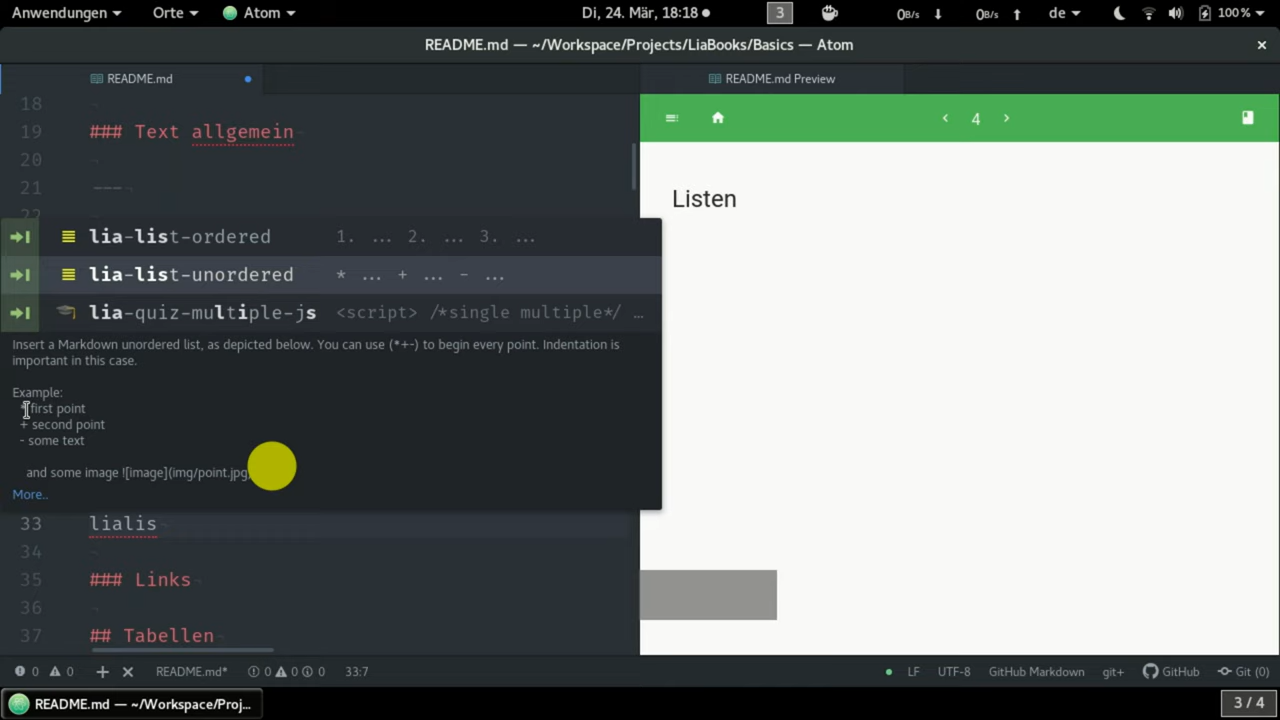 Anwendungen Orte Atom Di, 24. Mär, 18:18 3 0B/s 0B/s de 100%
README.md — ~/Workspace/Projects/LiaBooks/Basics — Atom
README.md README.md Preview
18
19 ### Text allgemein
20
21 ---
22
4
Listen
lia-list-ordered 1. ... 2. ... 3. ...
lia-list-unordered * ... + ... - ...
lia-quiz-multiple-js <script> /*single multiple*/ …
Insert a Markdown unordered list, as depicted below. You can use (*+-) to begin every point. Indentation is
important in this case.
Example:
* first point
+ second point
- some text
and some image ![image](img/point.jpg
More..
33 lialis
34
35 ### Links
36
37 ## Tabellen
0 0 README.md* 0 0 0 33:7 LF UTF-8 GitHub Markdown git+ GitHub Git (0)
README.md — ~/Workspace/Proj... 3 / 4